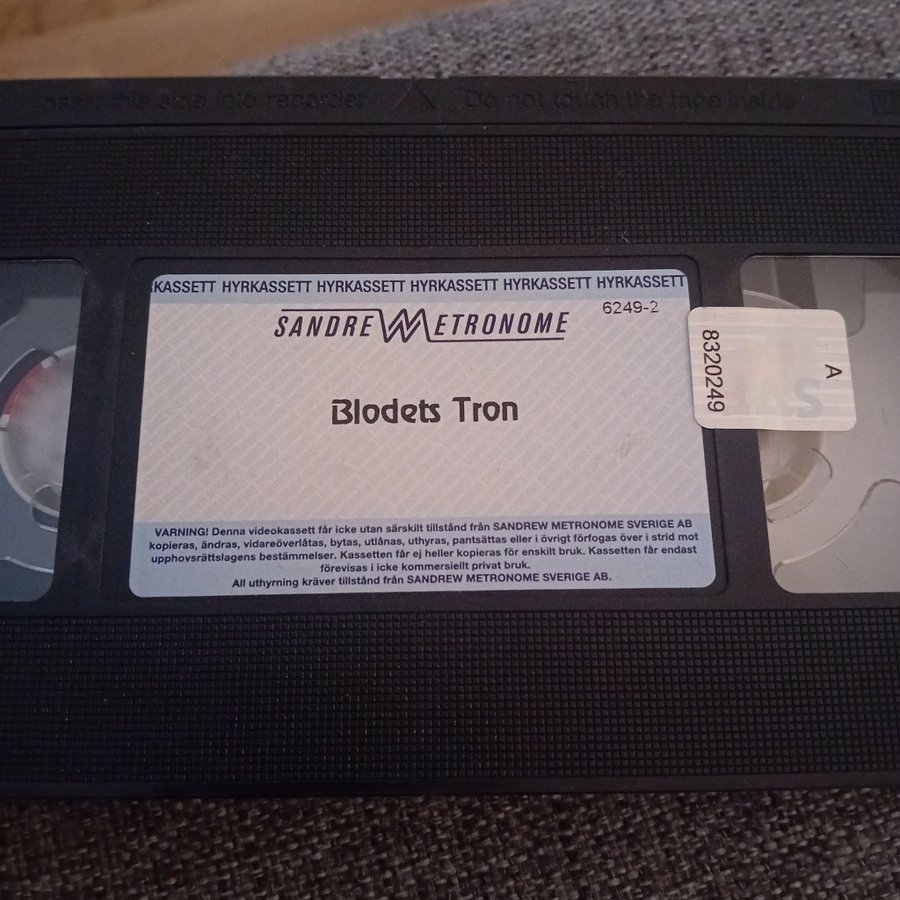 Insert this side into recorder Do not touch the tape inside
KASSETT HYRKASSETT HYRKASSETT HYRKASSETT HYRKASSETT HYRKASSETT
SANDREW METRONOME
6249-2
8320249
A
Blodets Tron
VARNING! Denna videokassett får icke utan särskilt tillstånd från SANDREW METRONOME SVERIGE AB
kopieras, ändras, vidareöverlåtas, bytas, utlånas, uthyras, pantsättas eller i övrigt förfogas över i strid mot
upphovsrättslagens bestämmelser. Kassetten får ej heller kopieras för enskilt bruk. Kassetten får endast
förevisas i icke kommersiellt privat bruk.
All uthyrning kräver tillstånd från SANDREW METRONOME SVERIGE AB.